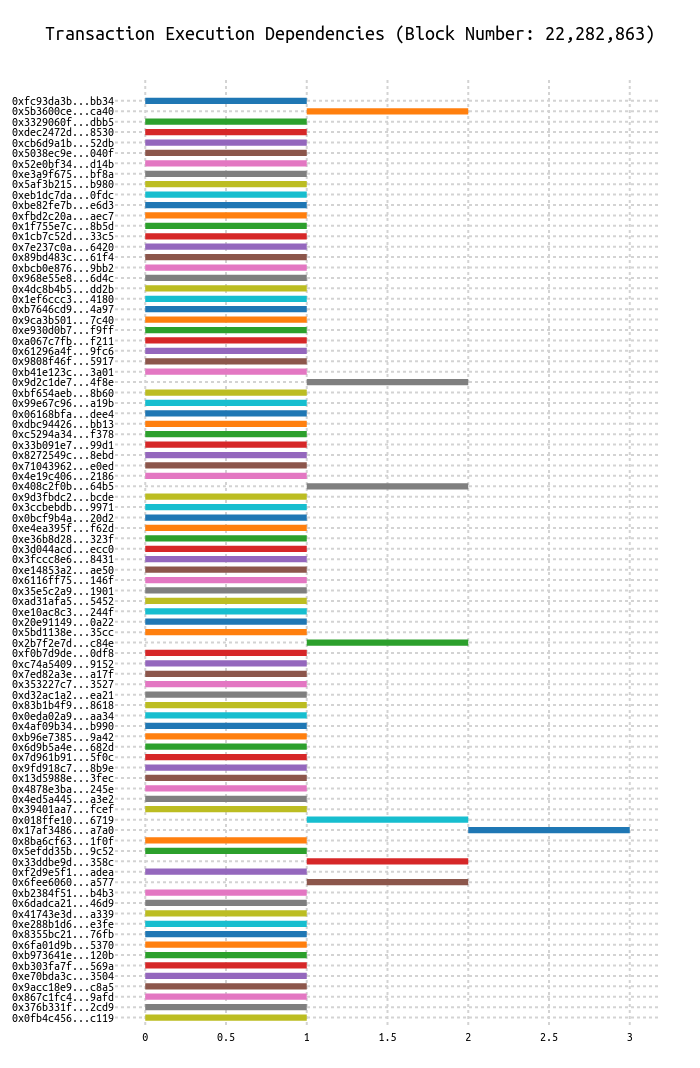 Transaction Execution Dependencies (Block Number: 22,282,863)
0xfc93da3b...bb34
0x5b3600ce...ca40
0x3329060f...dbb5
0xdec2472d...8530
0xcb6d9a1b...52db
0x5038ec9e...040f
0x52e0bf34...d14b
0xe3a9f675...bf8a
0x5af3b215...b980
0xeb1dc7da...0fdc
0xbe82fe7b...e6d3
0xfbd2c20a...aec7
0x1f755e7c...8b5d
0x1cb7c52d...33c5
0x7e237c0a...6420
0x89bd483c...61f4
0xbcb0e876...9bb2
0x968e55e8...6d4c
0x4dc8b4b5...dd2b
0x1ef6ccc3...4180
0xb7646cd9...4a97
0x9ca3b501...7c40
0xe930d0b7...f9ff
0xa067c7fb...f211
0x61296a4f...9fc6
0x9808f46f...5917
0xb41e123c...3a01
0x9d2c1de7...4f8e
0xbf654aeb...8b60
0x99e67c96...a19b
0x06168bfa...dee4
0xdbc94426...bb13
0xc5294a34...f378
0x33b091e7...99d1
0x8272549c...8ebd
0x71043962...e0ed
0x4e19c406...2186
0x408c2f0b...64b5
0x9d3fbdc2...bcde
0x3ccbebdb...9971
0x0bcf9b4a...20d2
0xe4ea395f...f62d
0xe36b8d28...323f
0x3d044acd...ecc0
0x3fccc8e6...8431
0xe14853a2...ae50
0x6116ff75...146f
0x35e5c2a9...1901
0xad31afa5...5452
0xe10ac8c3...244f
0x20e91149...0a22
0x5bd1138e...35cc
0x2b7f2e7d...c84e
0xf0b7d9de...0df8
0xc74a5409...9152
0x7ed82a3e...a17f
0x353227c7...3527
0xd32ac1a2...ea21
0x83b1b4f9...8618
0x0eda02a9...aa34
0x4af09b34...b990
0xb96e7385...9a42
0x6d9b5a4e...682d
0x7d961b91...5f0c
0x9fd918c7...8b9e
0x13d5988e...3fec
0x4878e3ba...245e
0x4ed5a445...a3e2
0x39401aa7...fcef
0x018ffe10...6719
0x17af3486...a7a0
0x8ba6cf63...1f0f
0x5efdd35b...9c52
0x33ddbe9d...358c
0xf2d9e5f1...adea
0x6fee6060...a577
0xb2384f51...b4b3
0x6dadca21...46d9
0x41743e3d...a339
0xe288b1d6...e3fe
0x8355bc21...76fb
0x6fa01d9b...5370
0xb973641e...120b
0xb303fa7f...569a
0xe70bda3c...3504
0x9acc18e9...c8a5
0x867c1fc4...9afd
0x376b331f...2cd9
0x0fb4c456...c119
0 0.5 1 1.5 2 2.5 3